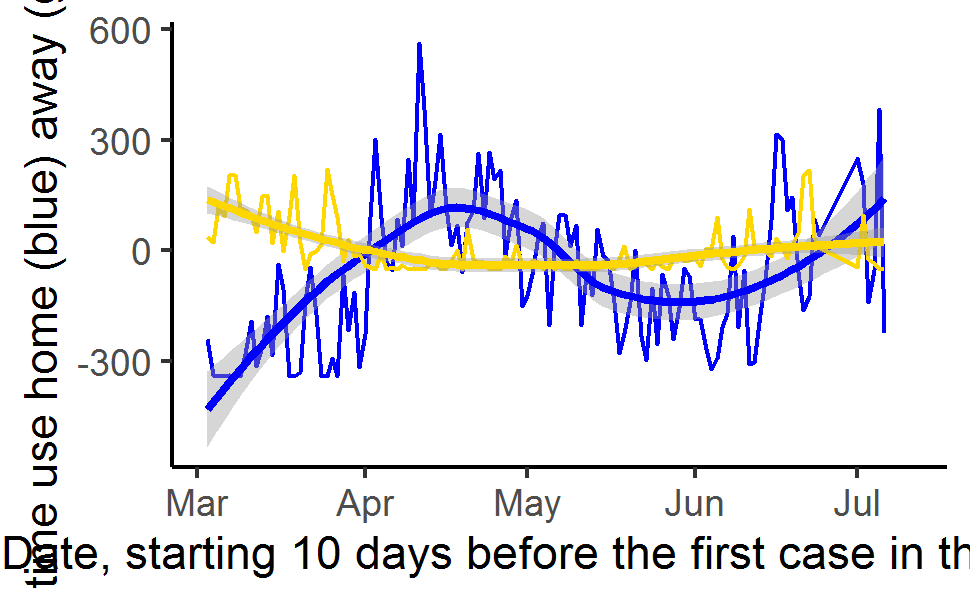 time use home (blue) away (
600
300
0
-300
Mar Apr May Jun Jul
Date, starting 10 days before the first case in th